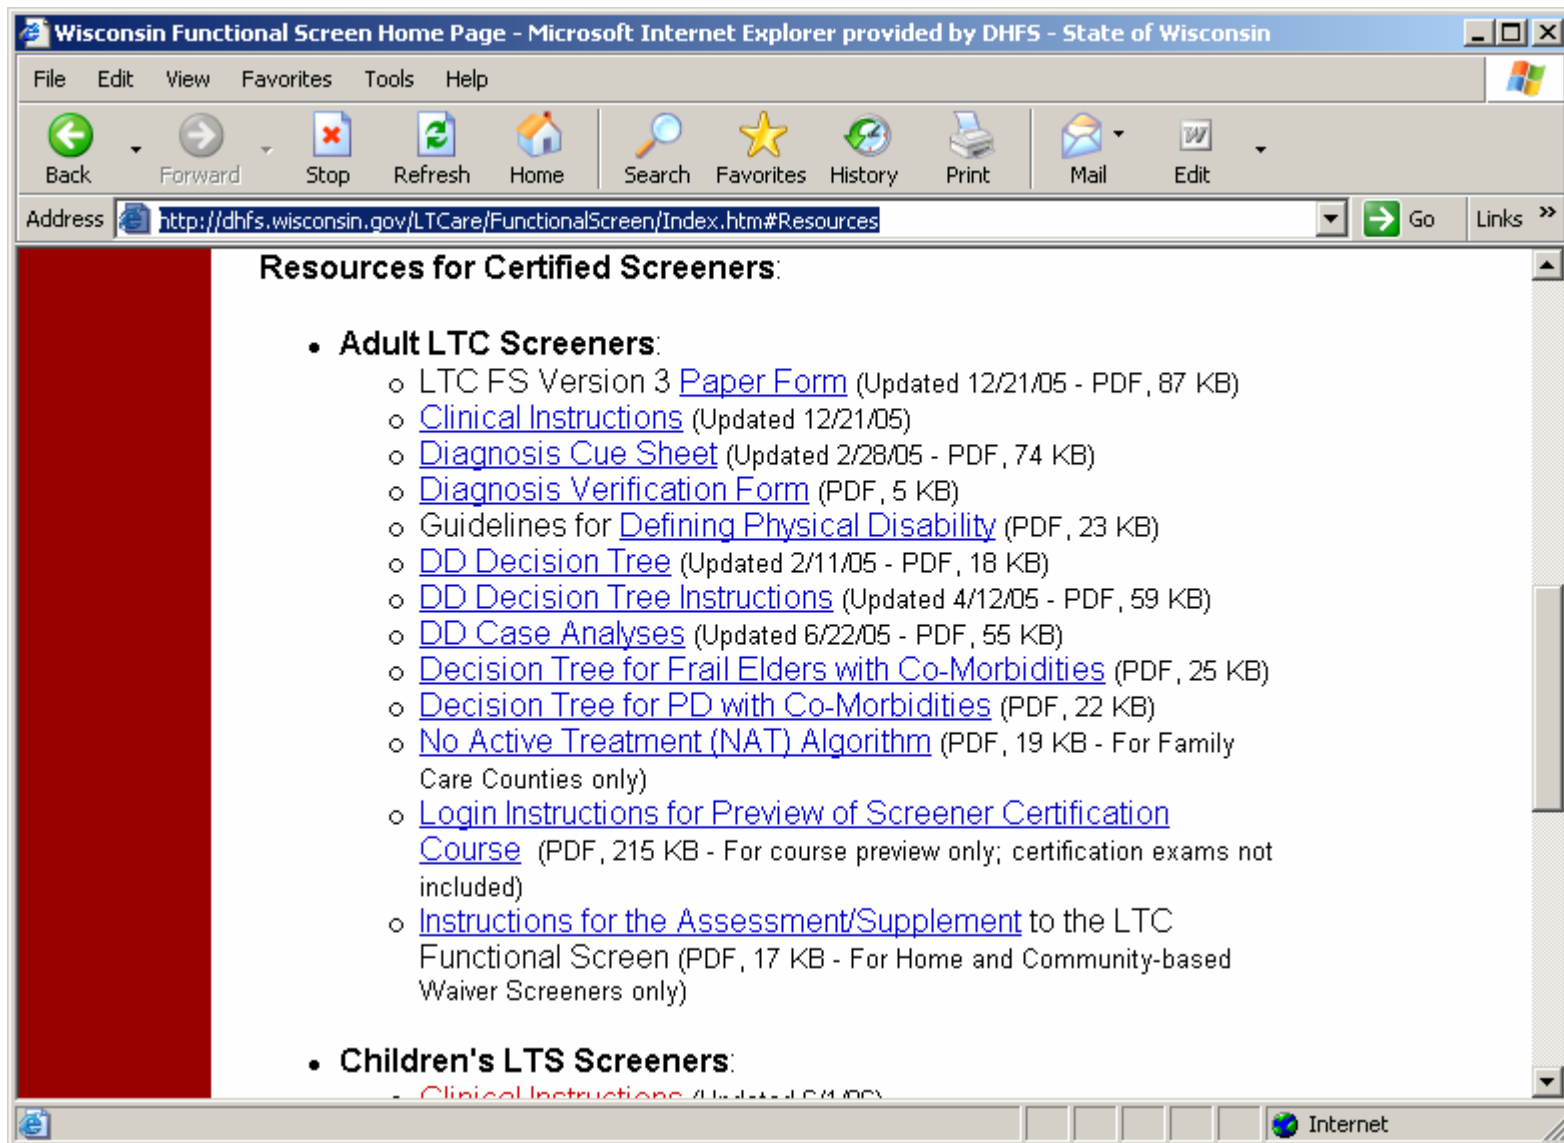 Wisconsin Functional Screen Home Page - Microsoft Internet Explorer provided by DHFS - State of Wisconsin
File Edit View Favorites Tools Help
Back Forward Stop Refresh Home Search Favorites History Print Mail Edit
Address http://dhfs.wisconsin.gov/LTCare/FunctionalScreen/Index.htm#Resources Go Links »
Resources for Certified Screeners:
• Adult LTC Screeners:
o LTC FS Version 3 Paper Form (Updated 12/21/05 - PDF, 87 KB)
o Clinical Instructions (Updated 12/21/05)
o Diagnosis Cue Sheet (Updated 2/28/05 - PDF, 74 KB)
o Diagnosis Verification Form (PDF, 5 KB)
o Guidelines for Defining Physical Disability (PDF, 23 KB)
o DD Decision Tree (Updated 2/11/05 - PDF, 18 KB)
o DD Decision Tree Instructions (Updated 4/12/05 - PDF, 59 KB)
o DD Case Analyses (Updated 6/22/05 - PDF, 55 KB)
o Decision Tree for Frail Elders with Co-Morbidities (PDF, 25 KB)
o Decision Tree for PD with Co-Morbidities (PDF, 22 KB)
o No Active Treatment (NAT) Algorithm (PDF, 19 KB - For Family
Care Counties only)
o Login Instructions for Preview of Screener Certification
Course (PDF, 215 KB - For course preview only; certification exams not
included)
o Instructions for the Assessment/Supplement to the LTC
Functional Screen (PDF, 17 KB - For Home and Community-based
Waiver Screeners only)
• Children's LTS Screeners:
Clinical Instructions (Updated
Internet